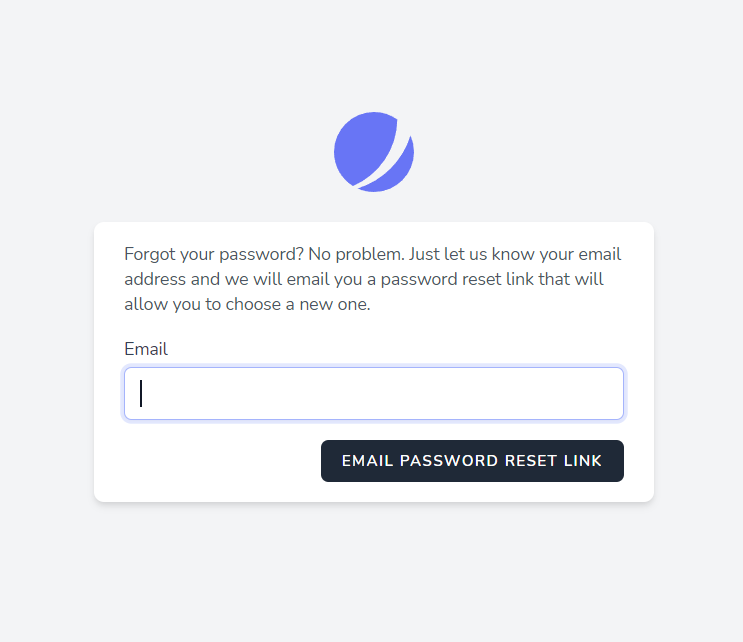 Forgot your password? No problem. Just let us know your email
address and we will email you a password reset link that will
allow you to choose a new one.
Email
EMAIL PASSWORD RESET LINK